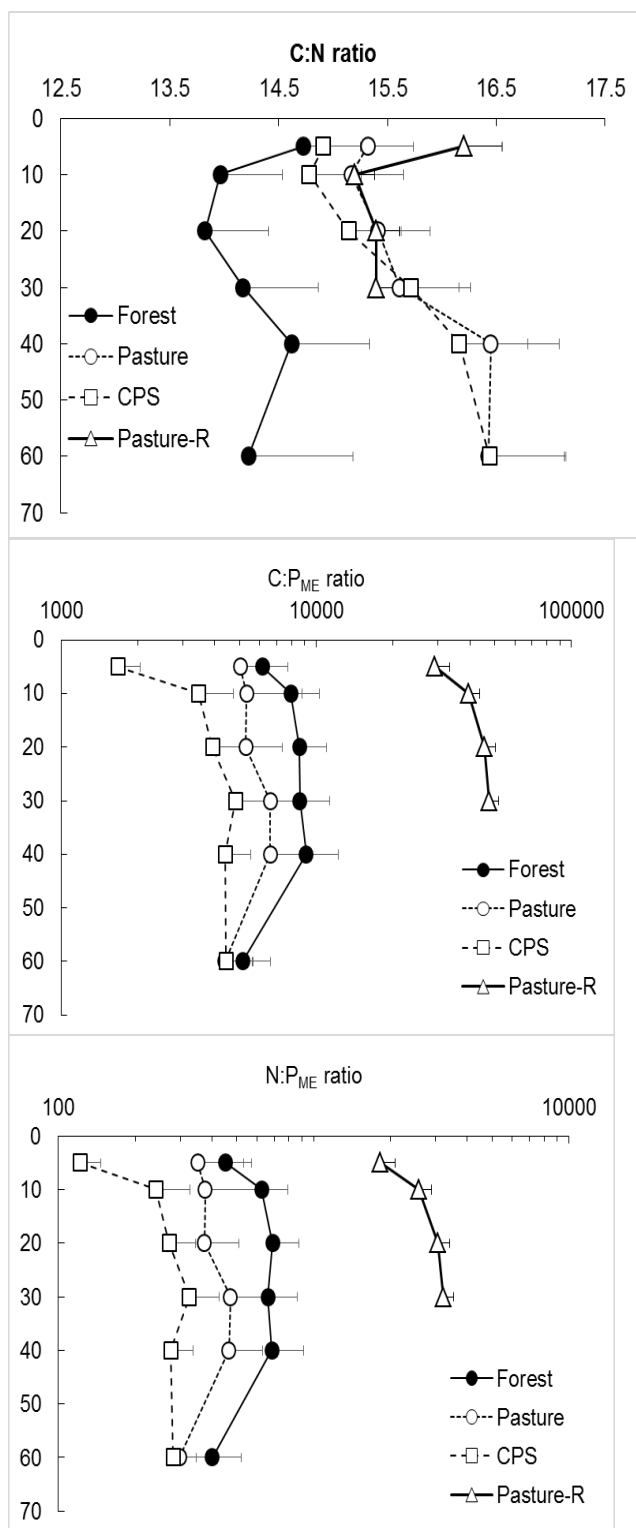 C:N ratio
12.5 13.5 14.5 15.5 16.5 17.5
0
10
20
30
40
50
60
70
Forest
Pasture
CPS
Pasture-R
C:PME ratio
1000 10000 100000
0
10
20
30
40
50
60
70
Forest
Pasture
CPS
Pasture-R
N:PME ratio
100 10000
0
10
20
30
40
50
60
70
Forest
Pasture
CPS
Pasture-R